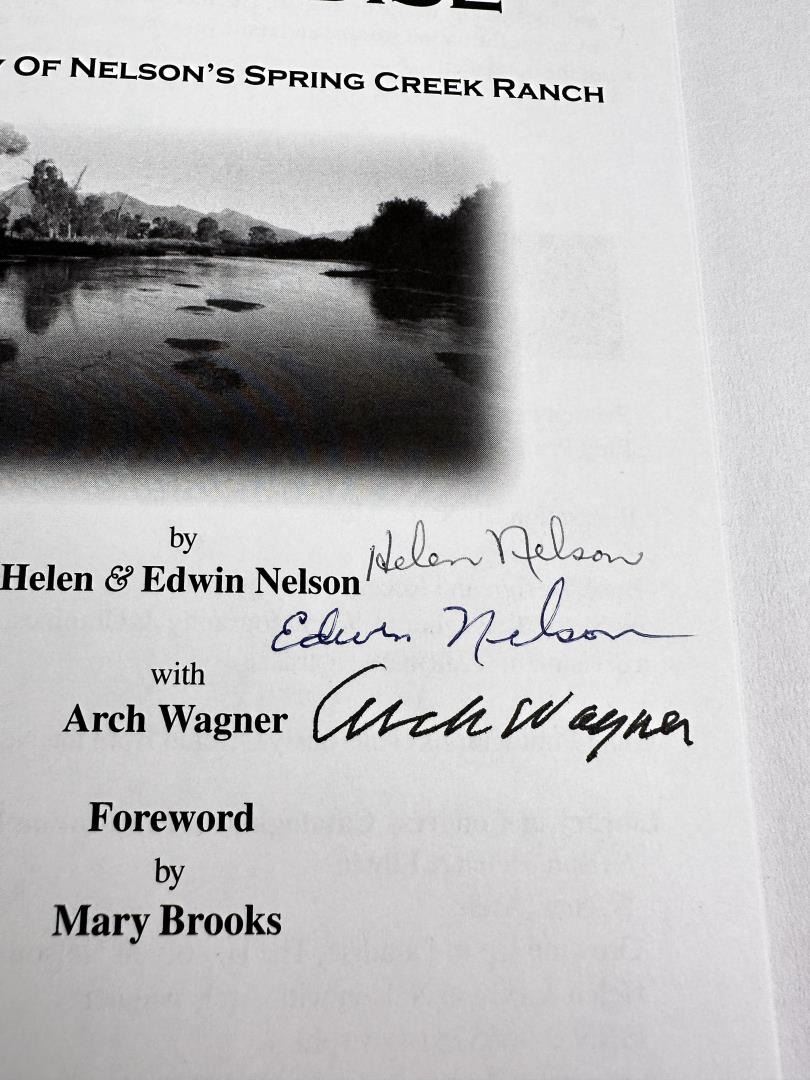 Y OF NELSON'S SPRING CREEK RANCH
by
Helen & Edwin Nelson Helen Nelson
Edwin Nelson
with
Arch Wagner Arch Wagner
Foreword
by
Mary Brooks